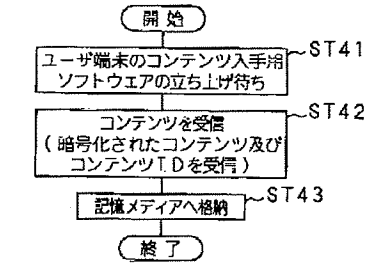 開始
ユーザ端末のコンテンツ入手用
ソフトウェアの立ち上げ待ち
ST41
コンテンツを受信
(暗号化されたコンテンツ及び
コンテンツIDを受信)
ST42
記憶メディアへ格納
ST43
終了